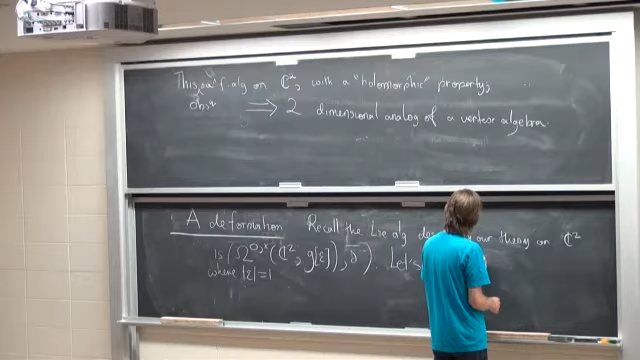 This is a f alg on ℂ², with a "holomorphic" property;
Obs^q
⟹ 2 dimensional analog of a vertex algebra.
A deformation Recall the Lie alg our theory on ℂ²
is (Ω^{0,*}(ℂ², g[ε]), ∂̄). Let's
where |ε|=1